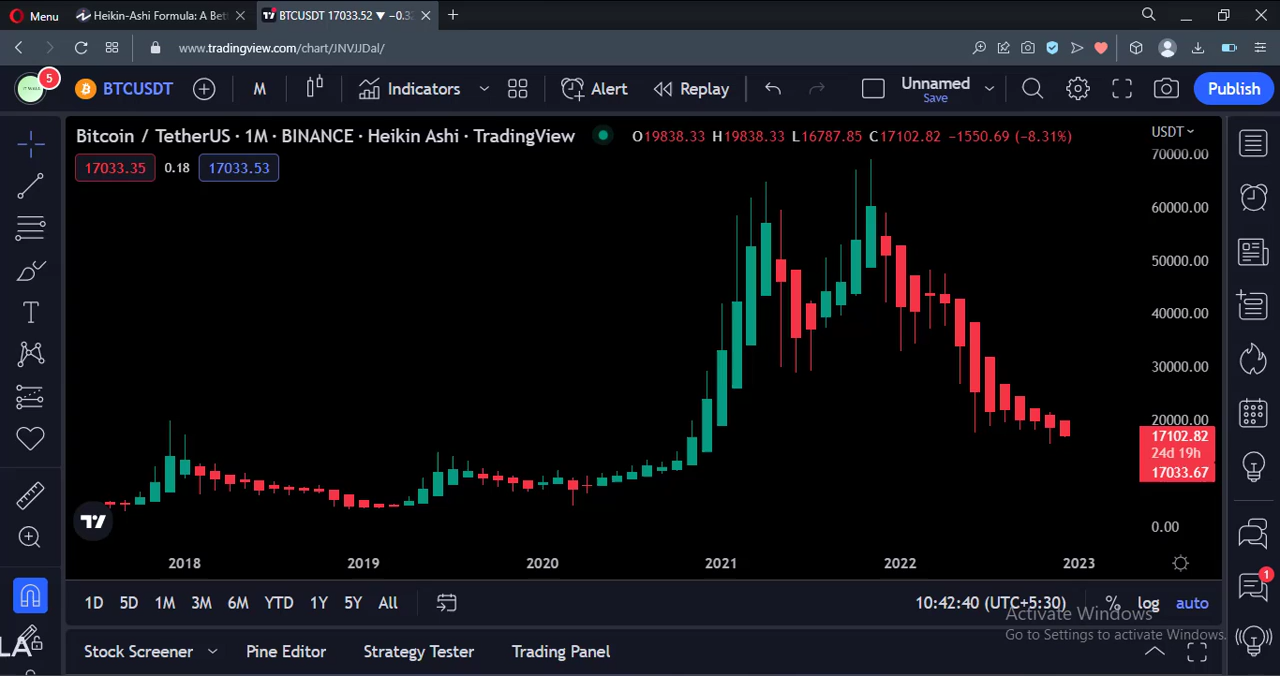 Menu
Heikin-Ashi Formula: A Bet
BTCUSDT 17033.52 ▼ −0.3
www.tradingview.com/chart/JNVJJDal/
5
BTCUSDT
M
Indicators
Alert
Replay
Unnamed
Save
Publish
Bitcoin / TetherUS · 1M · BINANCE · Heikin Ashi · TradingView
O19838.33 H19838.33 L16787.85 C17102.82 −1550.69 (−8.31%)
USDT
17033.35 0.18 17033.53
70000.00
60000.00
50000.00
40000.00
30000.00
20000.00
17102.82
24d 19h
17033.67
0.00
2018 2019 2020 2021 2022 2023
1D 5D 1M 3M 6M YTD 1Y 5Y All
10:42:40 (UTC+5:30) % log auto
1
Activate Windows
Go to Settings to activate Windows.
Stock Screener Pine Editor Strategy Tester Trading Panel